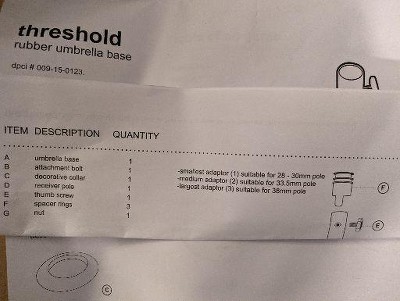 threshold
rubber umbrella base
dpci # 009-15-0123.
ITEM DESCRIPTION QUANTITY
A umbrella base 1
B attachment bolt 1
C decorative collar 1
D receiver pole 1
E thumb screw 1
F spacer rings 3
G nut 1
-smallest adaptor (1) suitable for 28 - 30mm pole
-medium adaptor (2) suitable for 33.5mm pole
-largest adaptor (3) suitable for 38mm pole
F
E
C